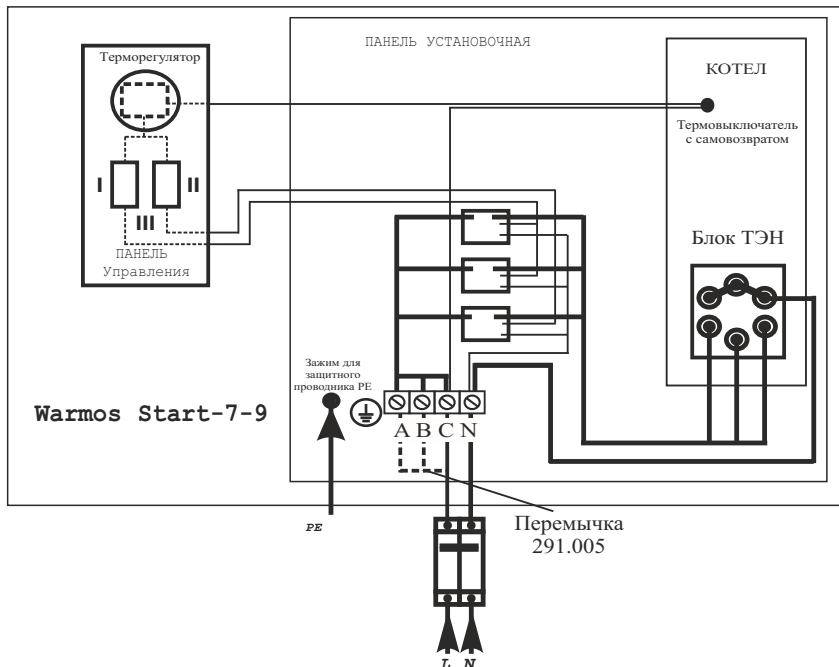 ПАНЕЛЬ УСТАНОВОЧНАЯ
Терморегулятор
КОТЕЛ
Термовыключатель
с самовозвратом
I
II
III
ПАНЕЛЬ
Управления
Блок ТЭН
Зажим для
защитного
проводника PE
Warmos Start-7-9
A B C N
PE
Перемычка
291.005
L N